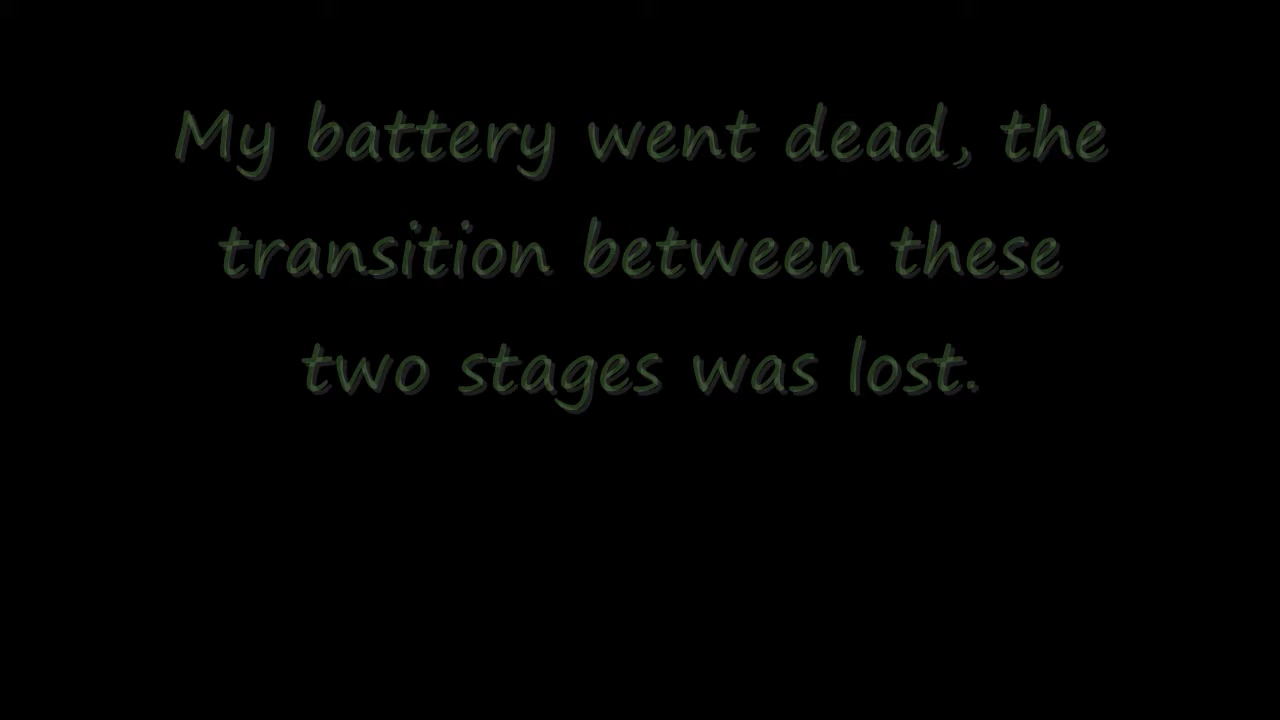 My battery went dead, the
transition between these
two stages was lost.